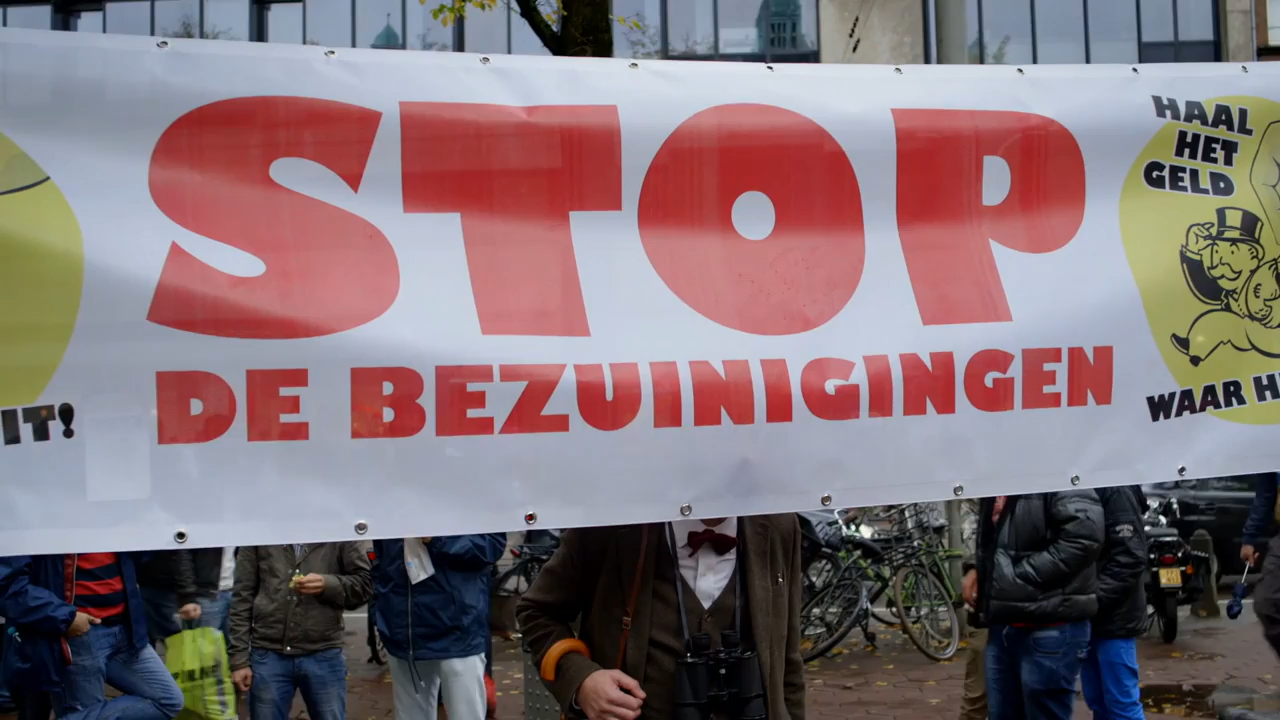 STOP
DE BEZUINIGINGEN
HAAL
HET
GELD
WAAR
IT!